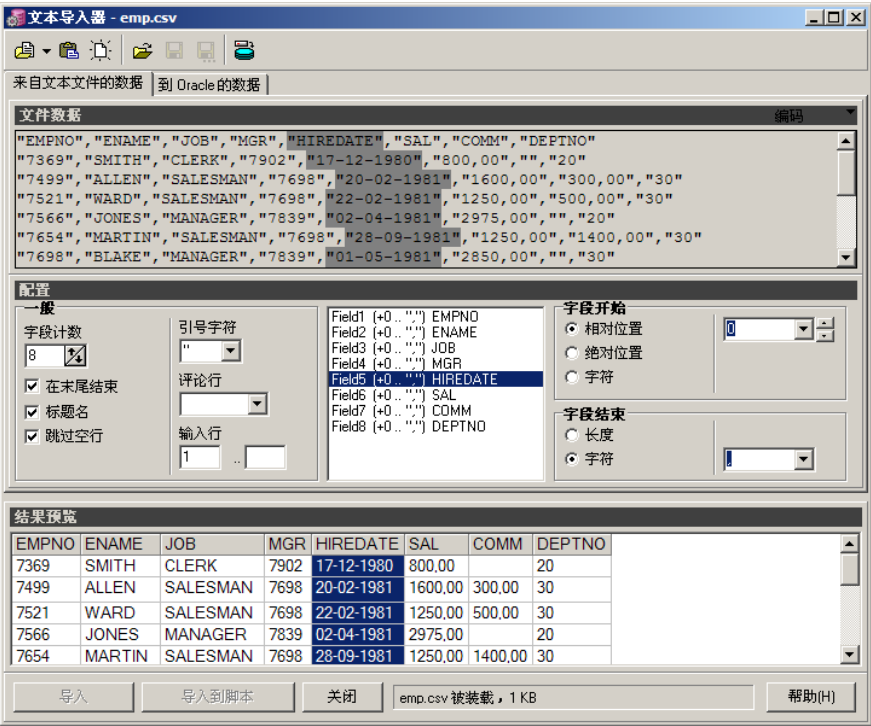 文本导入器 - emp.csv
来自文本文件的数据 到 Oracle 的数据
文件数据 编码
"EMPNO","ENAME","JOB","MGR","HIREDATE","SAL","COMM","DEPTNO"
"7369","SMITH","CLERK","7902","17-12-1980","800,00","","20"
"7499","ALLEN","SALESMAN","7698","20-02-1981","1600,00","300,00","30"
"7521","WARD","SALESMAN","7698","22-02-1981","1250,00","500,00","30"
"7566","JONES","MANAGER","7839","02-04-1981","2975,00","","20"
"7654","MARTIN","SALESMAN","7698","28-09-1981","1250,00","1400,00","30"
"7698","BLAKE","MANAGER","7839","01-05-1981","2850,00","","30"
配置
一般
字段计数
8
在末尾结束
标题名
跳过空行
引号字符
"
评论行
输入行
1 ..
Field1 (+0 .. ",") EMPNO
Field2 (+0 .. ",") ENAME
Field3 (+0 .. ",") JOB
Field4 (+0 .. ",") MGR
Field5 (+0 .. ",") HIREDATE
Field6 (+0 .. ",") SAL
Field7 (+0 .. ",") COMM
Field8 (+0 .. ",") DEPTNO
字段开始
相对位置 0
绝对位置
字符
字段结束
长度
字符 ,
结果预览
EMPNO ENAME JOB MGR HIREDATE SAL COMM DEPTNO
7369 SMITH CLERK 7902 17-12-1980 800,00 20
7499 ALLEN SALESMAN 7698 20-02-1981 1600,00 300,00 30
7521 WARD SALESMAN 7698 22-02-1981 1250,00 500,00 30
7566 JONES MANAGER 7839 02-04-1981 2975,00 20
7654 MARTIN SALESMAN 7698 28-09-1981 1250,00 1400,00 30
导入 导入到脚本 关闭 emp.csv 被装载，1 KB 帮助(H)